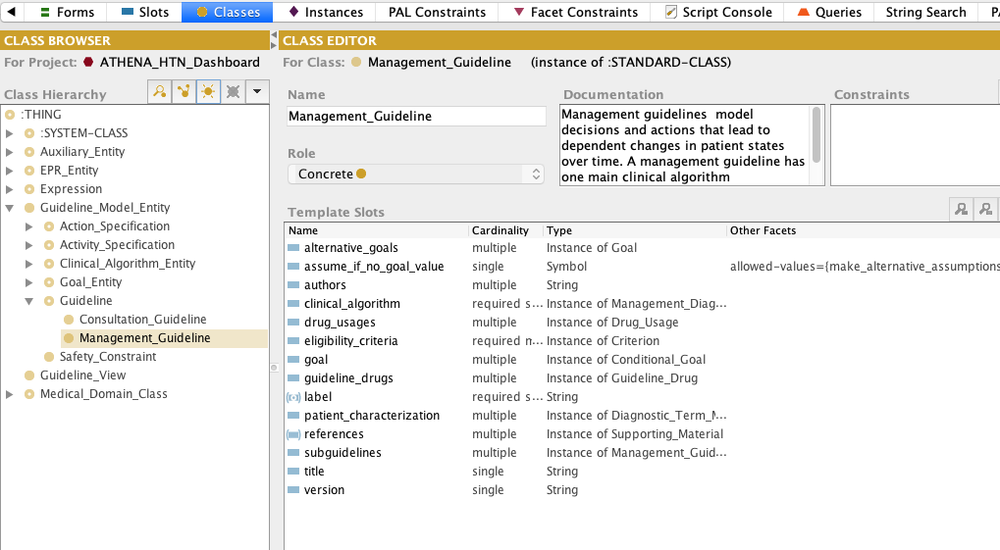 Forms Slots Classes Instances PAL Constraints Facet Constraints Script Console Queries String Search
CLASS BROWSER
For Project: ATHENA_HTN_Dashboard
Class Hierarchy
:THING
:SYSTEM-CLASS
Auxiliary_Entity
EPR_Entity
Expression
Guideline_Model_Entity
Action_Specification
Activity_Specification
Clinical_Algorithm_Entity
Goal_Entity
Guideline
Consultation_Guideline
Management_Guideline
Safety_Constraint
Guideline_View
Medical_Domain_Class
CLASS EDITOR
For Class: Management_Guideline (instance of :STANDARD-CLASS)
Name
Management_Guideline
Role
Concrete
Documentation
Management guidelines model
decisions and actions that lead to
dependent changes in patient states
over time. A management guideline has
one main clinical algorithm
Constraints
Template Slots
Name Cardinality Type Other Facets
alternative_goals multiple Instance of Goal
assume_if_no_goal_value single Symbol allowed-values={make_alternative_assumptions
authors multiple String
clinical_algorithm required s... Instance of Management_Diag...
drug_usages multiple Instance of Drug_Usage
eligibility_criteria required m... Instance of Criterion
goal multiple Instance of Conditional_Goal
guideline_drugs multiple Instance of Guideline_Drug
label required s... String
patient_characterization multiple Instance of Diagnostic_Term_M...
references multiple Instance of Supporting_Material
subguidelines multiple Instance of Management_Guid...
title single String
version single String